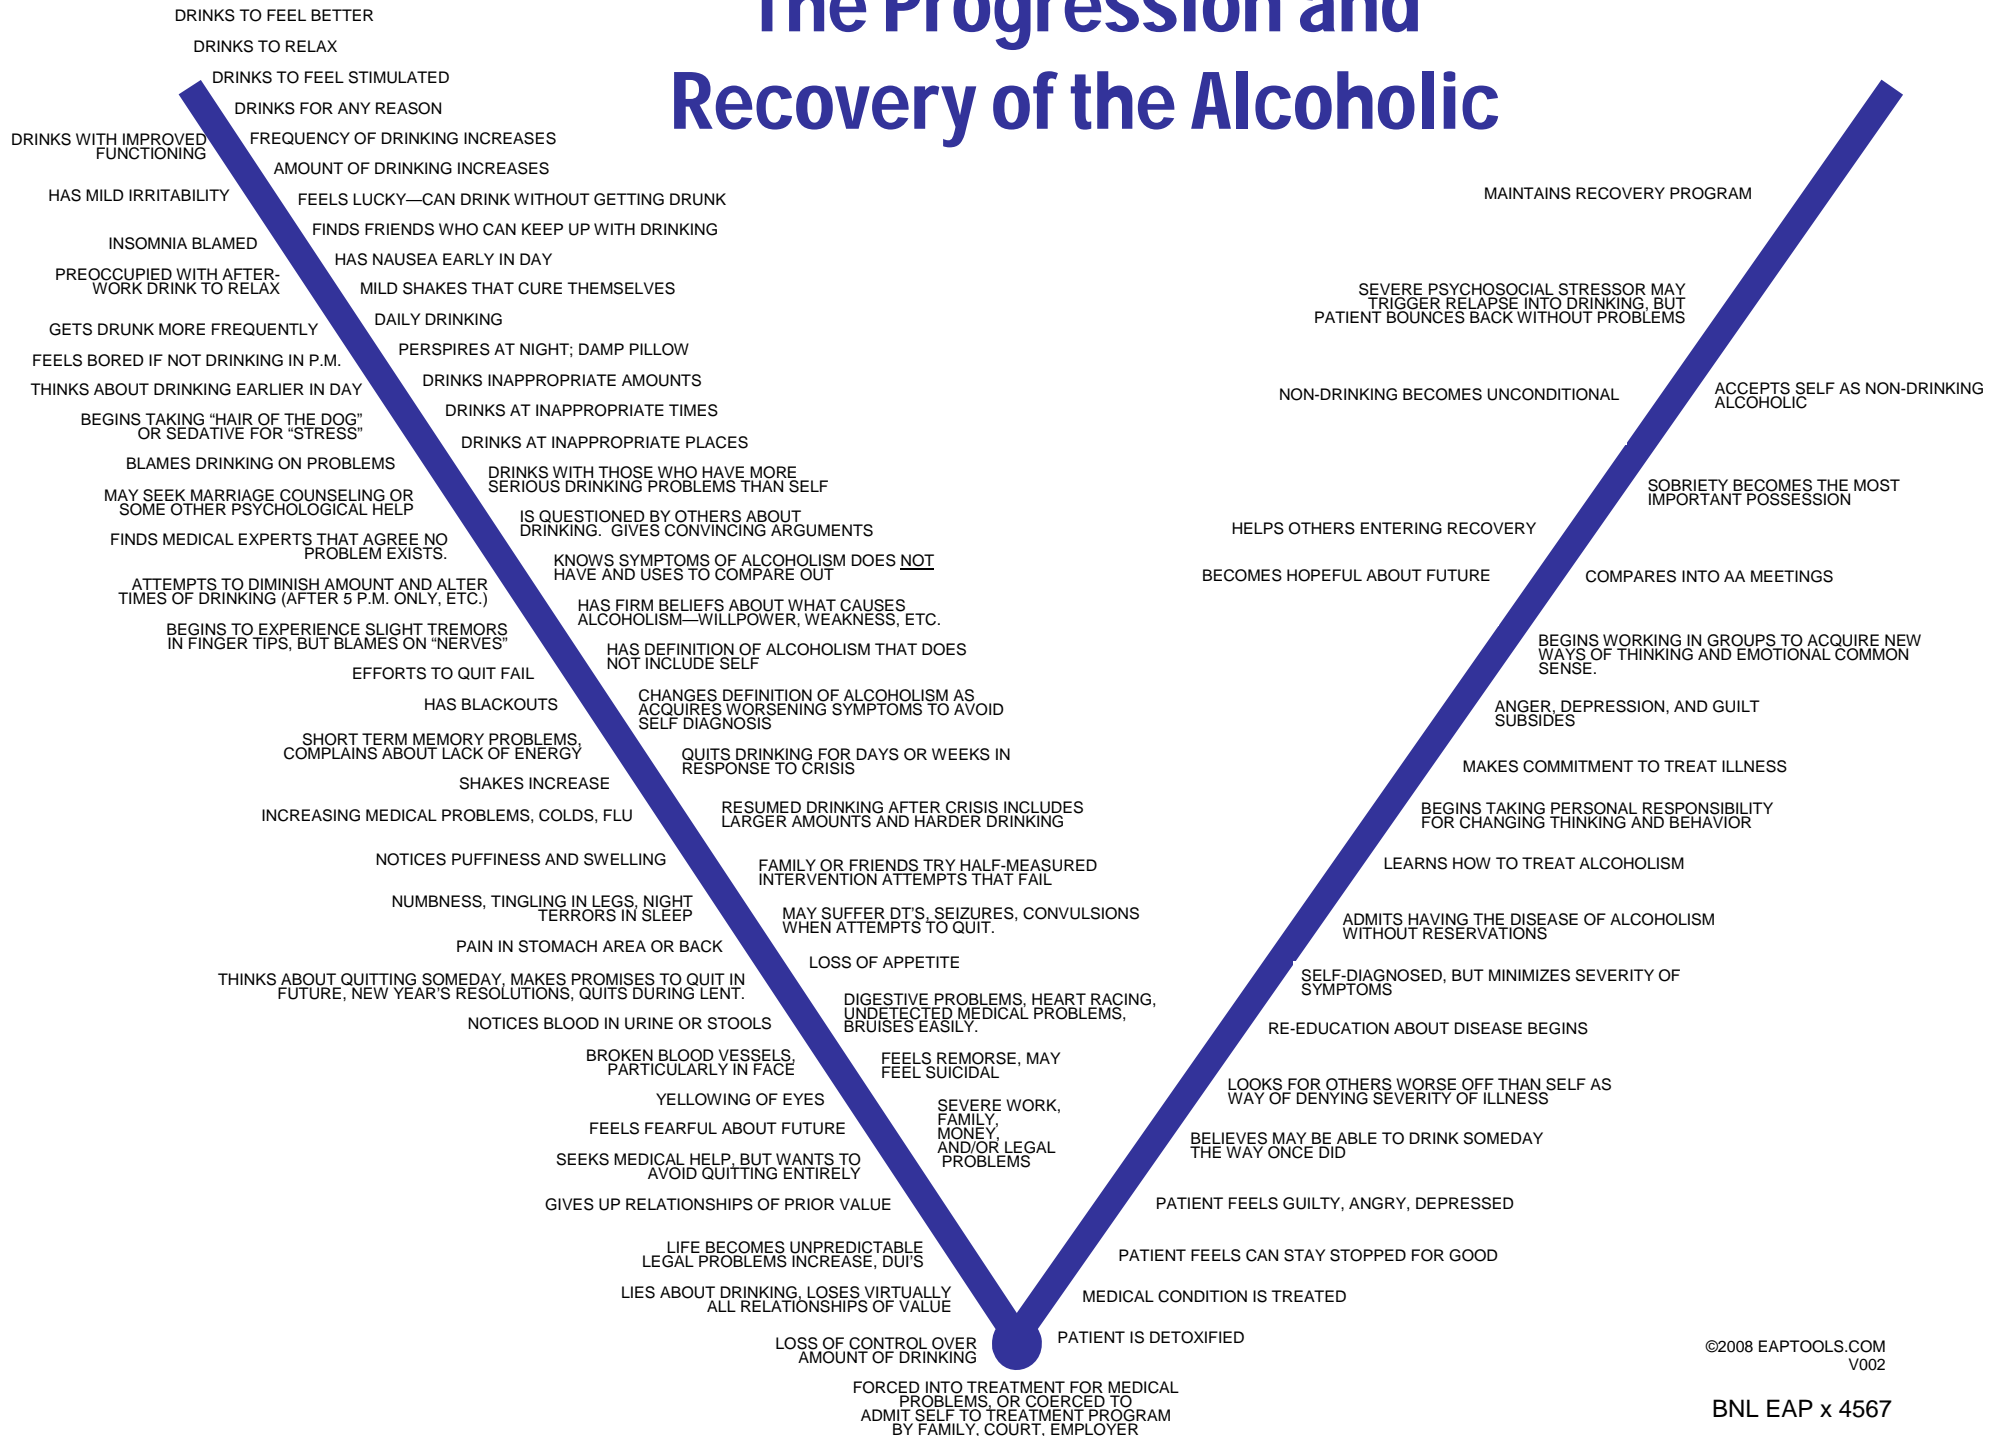 The Progression and
Recovery of the Alcoholic
DRINKS TO FEEL BETTER
DRINKS TO RELAX
DRINKS TO FEEL STIMULATED
DRINKS FOR ANY REASON
FREQUENCY OF DRINKING INCREASES
AMOUNT OF DRINKING INCREASES
FEELS LUCKY—CAN DRINK WITHOUT GETTING DRUNK
FINDS FRIENDS WHO CAN KEEP UP WITH DRINKING
HAS NAUSEA EARLY IN DAY
MILD SHAKES THAT CURE THEMSELVES
DAILY DRINKING
PERSPIRES AT NIGHT; DAMP PILLOW
DRINKS INAPPROPRIATE AMOUNTS
DRINKS AT INAPPROPRIATE TIMES
DRINKS AT INAPPROPRIATE PLACES
DRINKS WITH THOSE WHO HAVE MORE
SERIOUS DRINKING PROBLEMS THAN SELF
IS QUESTIONED BY OTHERS ABOUT
DRINKING. GIVES CONVINCING ARGUMENTS
KNOWS SYMPTOMS OF ALCOHOLISM DOES NOT
HAVE AND USES TO COMPARE OUT
HAS FIRM BELIEFS ABOUT WHAT CAUSES
ALCOHOLISM—WILLPOWER, WEAKNESS, ETC.
HAS DEFINITION OF ALCOHOLISM THAT DOES
NOT INCLUDE SELF
CHANGES DEFINITION OF ALCOHOLISM AS
ACQUIRES WORSENING SYMPTOMS TO AVOID
SELF DIAGNOSIS
QUITS DRINKING FOR DAYS OR WEEKS IN
RESPONSE TO CRISIS
RESUMED DRINKING AFTER CRISIS INCLUDES
LARGER AMOUNTS AND HARDER DRINKING
FAMILY OR FRIENDS TRY HALF-MEASURED
INTERVENTION ATTEMPTS THAT FAIL
MAY SUFFER DT'S, SEIZURES, CONVULSIONS
WHEN ATTEMPTS TO QUIT.
LOSS OF APPETITE
DIGESTIVE PROBLEMS, HEART RACING,
UNDETECTED MEDICAL PROBLEMS,
BRUISES EASILY.
FEELS REMORSE, MAY
FEEL SUICIDAL
SEVERE WORK,
FAMILY,
MONEY,
AND/OR LEGAL
PROBLEMS
DRINKS WITH IMPROVED
FUNCTIONING
HAS MILD IRRITABILITY
INSOMNIA BLAMED
PREOCCUPIED WITH AFTER-
WORK DRINK TO RELAX
GETS DRUNK MORE FREQUENTLY
FEELS BORED IF NOT DRINKING IN P.M.
THINKS ABOUT DRINKING EARLIER IN DAY
BEGINS TAKING “HAIR OF THE DOG”
OR SEDATIVE FOR “STRESS”
BLAMES DRINKING ON PROBLEMS
MAY SEEK MARRIAGE COUNSELING OR
SOME OTHER PSYCHOLOGICAL HELP
FINDS MEDICAL EXPERTS THAT AGREE NO
PROBLEM EXISTS.
ATTEMPTS TO DIMINISH AMOUNT AND ALTER
TIMES OF DRINKING (AFTER 5 P.M. ONLY, ETC.)
BEGINS TO EXPERIENCE SLIGHT TREMORS
IN FINGER TIPS, BUT BLAMES ON “NERVES”
EFFORTS TO QUIT FAIL
HAS BLACKOUTS
SHORT TERM MEMORY PROBLEMS,
COMPLAINS ABOUT LACK OF ENERGY
SHAKES INCREASE
INCREASING MEDICAL PROBLEMS, COLDS, FLU
NOTICES PUFFINESS AND SWELLING
NUMBNESS, TINGLING IN LEGS, NIGHT
TERRORS IN SLEEP
PAIN IN STOMACH AREA OR BACK
THINKS ABOUT QUITTING SOMEDAY, MAKES PROMISES TO QUIT IN
FUTURE, NEW YEAR'S RESOLUTIONS, QUITS DURING LENT.
NOTICES BLOOD IN URINE OR STOOLS
BROKEN BLOOD VESSELS,
PARTICULARLY IN FACE
YELLOWING OF EYES
FEELS FEARFUL ABOUT FUTURE
SEEKS MEDICAL HELP, BUT WANTS TO
AVOID QUITTING ENTIRELY
GIVES UP RELATIONSHIPS OF PRIOR VALUE
LIFE BECOMES UNPREDICTABLE
LEGAL PROBLEMS INCREASE, DUI'S
LIES ABOUT DRINKING, LOSES VIRTUALLY
ALL RELATIONSHIPS OF VALUE
LOSS OF CONTROL OVER
AMOUNT OF DRINKING
FORCED INTO TREATMENT FOR MEDICAL
PROBLEMS, OR COERCED TO
ADMIT SELF TO TREATMENT PROGRAM
BY FAMILY, COURT, EMPLOYER
MAINTAINS RECOVERY PROGRAM
SEVERE PSYCHOSOCIAL STRESSOR MAY
TRIGGER RELAPSE INTO DRINKING, BUT
PATIENT BOUNCES BACK WITHOUT PROBLEMS
NON-DRINKING BECOMES UNCONDITIONAL
ACCEPTS SELF AS NON-DRINKING
ALCOHOLIC
SOBRIETY BECOMES THE MOST
IMPORTANT POSSESSION
HELPS OTHERS ENTERING RECOVERY
BECOMES HOPEFUL ABOUT FUTURE
COMPARES INTO AA MEETINGS
BEGINS WORKING IN GROUPS TO ACQUIRE NEW
WAYS OF THINKING AND EMOTIONAL COMMON
SENSE.
ANGER, DEPRESSION, AND GUILT
SUBSIDES
MAKES COMMITMENT TO TREAT ILLNESS
BEGINS TAKING PERSONAL RESPONSIBILITY
FOR CHANGING THINKING AND BEHAVIOR
LEARNS HOW TO TREAT ALCOHOLISM
ADMITS HAVING THE DISEASE OF ALCOHOLISM
WITHOUT RESERVATIONS
SELF-DIAGNOSED, BUT MINIMIZES SEVERITY OF
SYMPTOMS
RE-EDUCATION ABOUT DISEASE BEGINS
LOOKS FOR OTHERS WORSE OFF THAN SELF AS
WAY OF DENYING SEVERITY OF ILLNESS
BELIEVES MAY BE ABLE TO DRINK SOMEDAY
THE WAY ONCE DID
PATIENT FEELS GUILTY, ANGRY, DEPRESSED
PATIENT FEELS CAN STAY STOPPED FOR GOOD
MEDICAL CONDITION IS TREATED
PATIENT IS DETOXIFIED
©2008 EAPTOOLS.COM
V002
BNL EAP x 4567